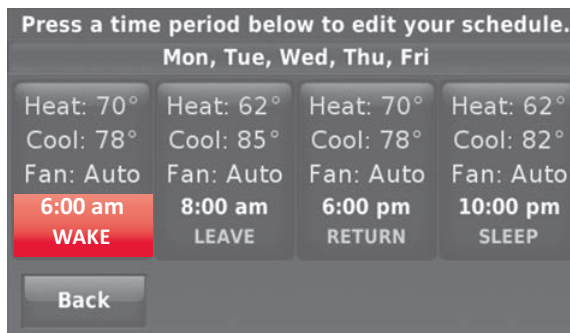 Press a time period below to edit your schedule.
Mon, Tue, Wed, Thu, Fri
Heat: 70°
Cool: 78°
Fan: Auto
6:00 am
WAKE
Heat: 62°
Cool: 85°
Fan: Auto
8:00 am
LEAVE
Heat: 70°
Cool: 78°
Fan: Auto
6:00 pm
RETURN
Heat: 62°
Cool: 82°
Fan: Auto
10:00 pm
SLEEP
Back